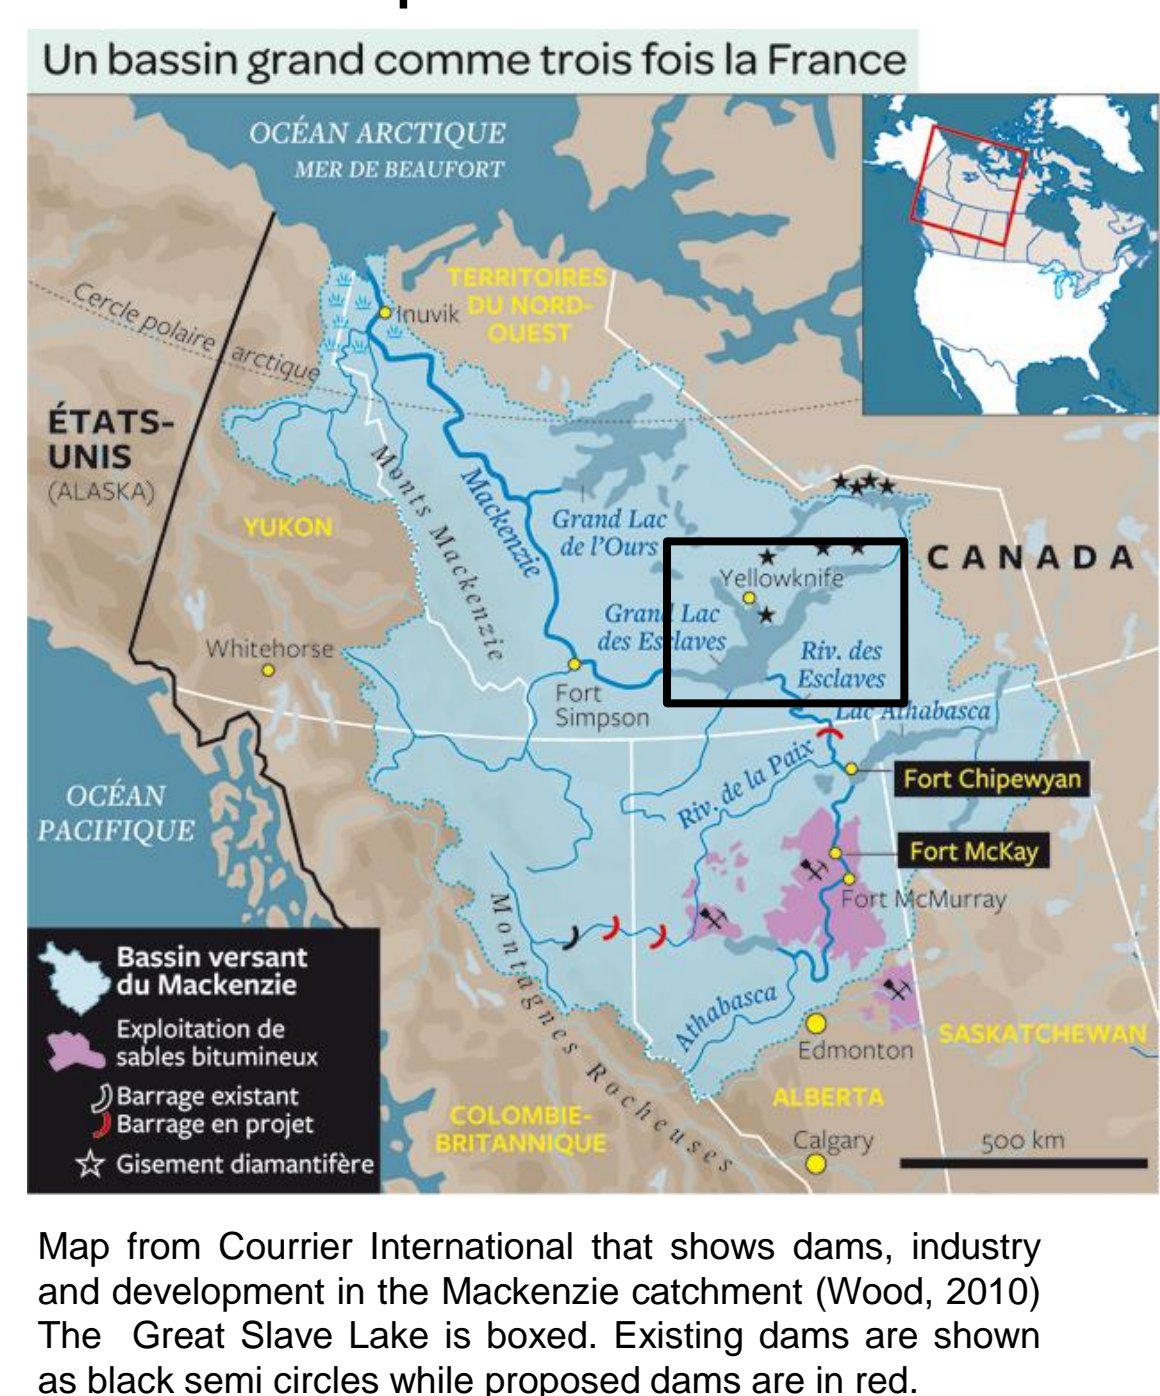 Un bassin grand comme trois fois la France
OCÉAN ARCTIQUE
MER DE BEAUFORT
TERRITOIRES
DU NORD-
OUEST
Inuvik
Cercle polaire arctique
ÉTATS-
UNIS
(ALASKA)
YUKON
Monts Mackenzie
Mackenzie
Grand Lac
de l'Ours
CANADA
Yellowknife
Grand Lac
des Esclaves
Riv. des
Esclaves
Whitehorse
Fort
Simpson
Lac Athabasca
Riv. de la Paix
Fort Chipewyan
OCÉAN
PACIFIQUE
Fort McKay
Fort McMurray
Montagnes Rocheuses
Athabasca
Edmonton
SASKATCHEWAN
ALBERTA
COLOMBIE-
BRITANNIQUE
Calgary
500 km
Bassin versant
du Mackenzie
Exploitation de
sables bitumineux
Barrage existant
Barrage en projet
Gisement diamantifère
Map from Courrier International that shows dams, industry
and development in the Mackenzie catchment (Wood, 2010)
The Great Slave Lake is boxed. Existing dams are shown
as black semi circles while proposed dams are in red.